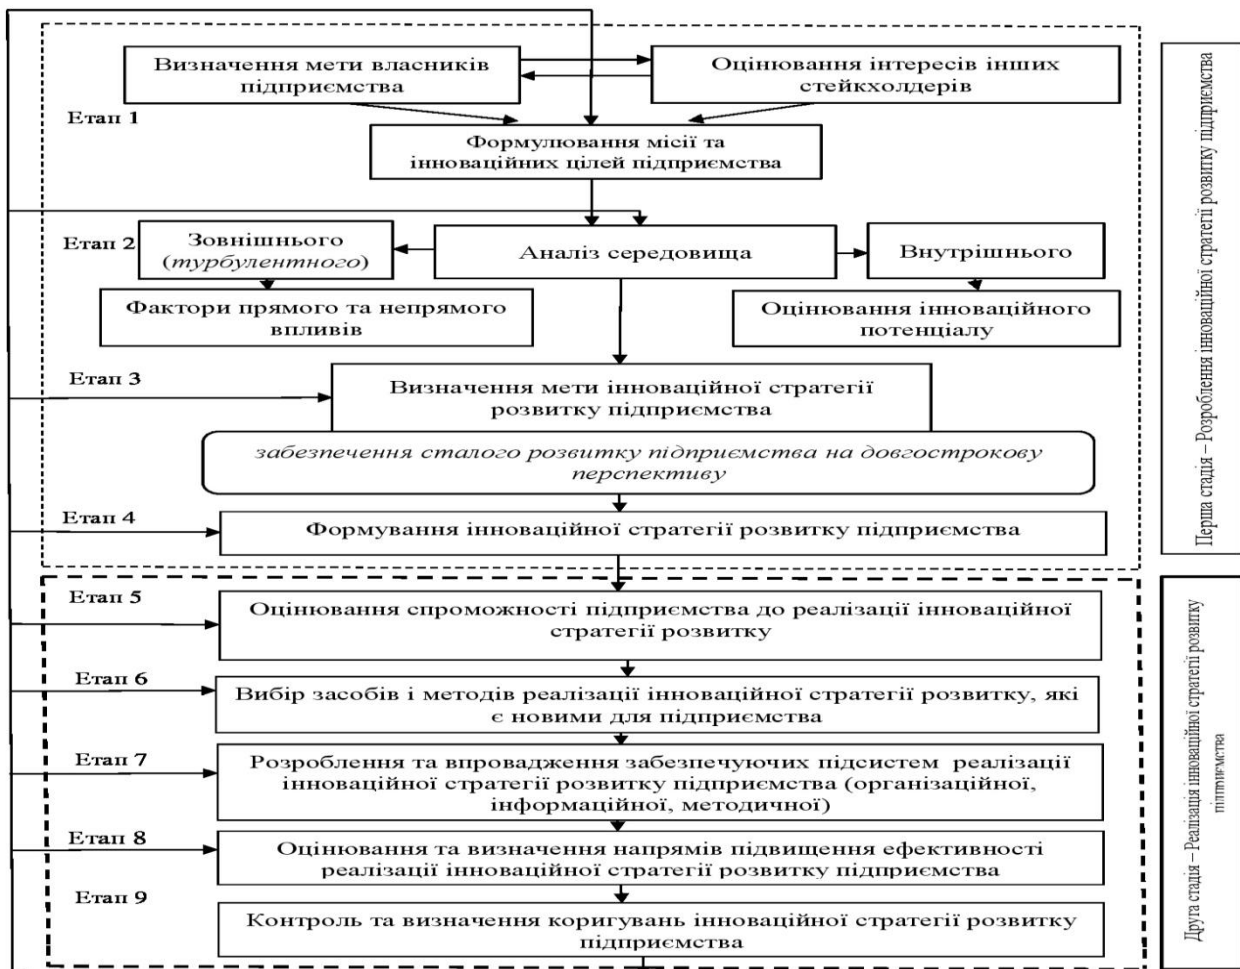 Визначення мети власників
підприємства
Оцінювання інтересів інших
стейкхолдерів
Етап 1
Формулювання місії та
інноваційних цілей підприємства
Етап 2
Зовнішнього
(турбулентного)
Аналіз середовища
Внутрішнього
Фактори прямого та непрямого
впливів
Оцінювання інноваційного
потенціалу
Етап 3
Визначення мети інноваційної стратегії
розвитку підприємства
забезпечення сталого розвитку підприємства на довгострокову
перспективу
Етап 4
Формування інноваційної стратегії розвитку підприємства
Перша стадія – Розроблення інноваційної стратегії розвитку підприємства
Етап 5
Оцінювання спроможності підприємства до реалізації інноваційної
стратегії розвитку
Етап 6
Вибір засобів і методів реалізації інноваційної стратегії розвитку, які
є новими для підприємства
Етап 7
Розроблення та впровадження забезпечуючих підсистем реалізації
інноваційної стратегії розвитку підприємства (організаційної,
інформаційної, методичної)
Етап 8
Оцінювання та визначення напрямів підвищення ефективності
реалізації інноваційної стратегії розвитку підприємства
Етап 9
Контроль та визначення коригувань інноваційної стратегії розвитку
підприємства
Друга стадія – Реалізація інноваційної стратегії розвитку
підприємства